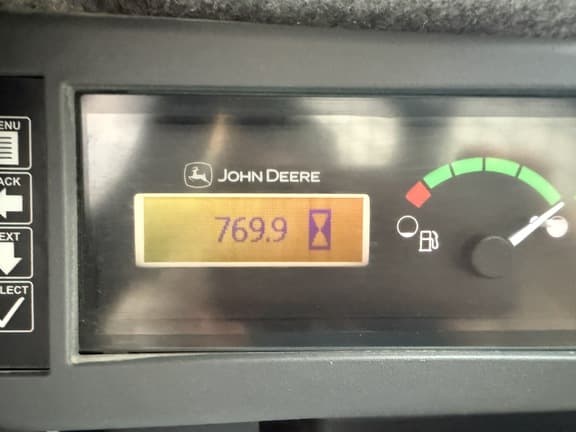 ENU
ACK
EXT
LECT
JOHN DEERE
769.9